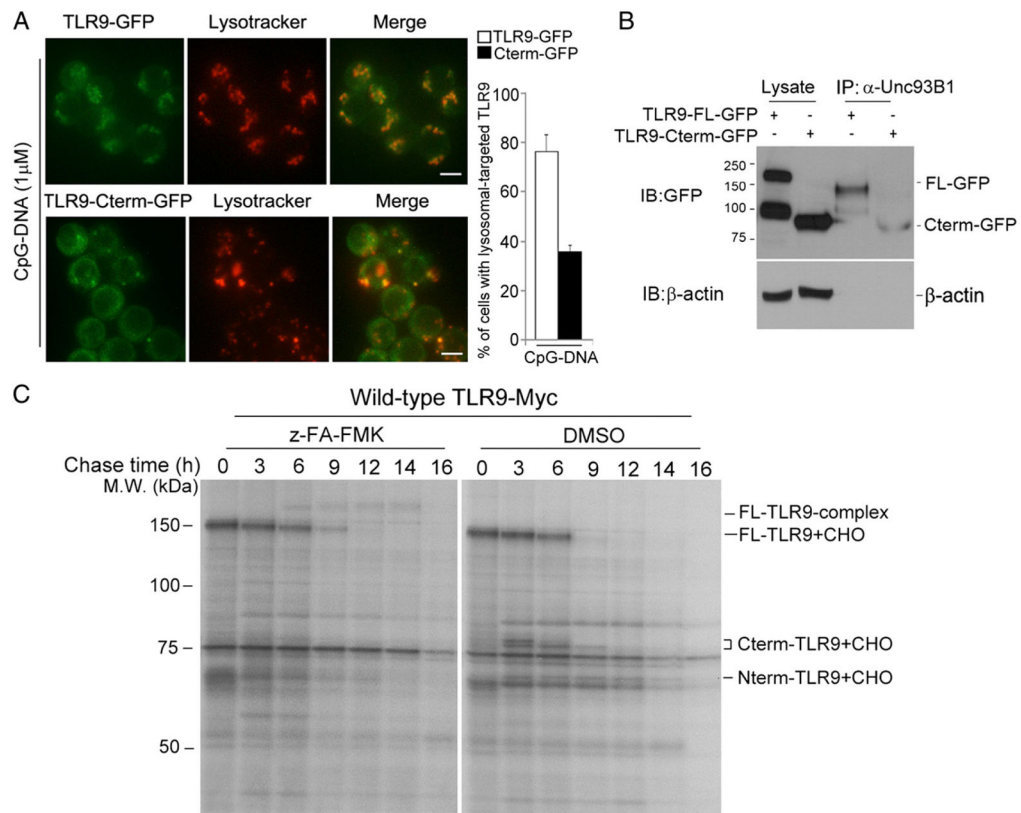 A
TLR9-GFP Lysotracker Merge
CpG-DNA (1μM)
TLR9-Cterm-GFP Lysotracker Merge
TLR9-GFP
Cterm-GFP
% of cells with lysosomal-targeted TLR9
100
80
60
40
20
0
CpG-DNA
B
Lysate IP: α-Unc93B1
TLR9-FL-GFP + - + -
TLR9-Cterm-GFP - + - +
IB:GFP
250
150
100
75
FL-GFP
Cterm-GFP
IB:β-actin
β-actin
C
Wild-type TLR9-Myc
z-FA-FMK DMSO
Chase time (h) 0 3 6 9 12 14 16 0 3 6 9 12 14 16
M.W. (kDa)
150
100
75
50
FL-TLR9-complex
FL-TLR9+CHO
Cterm-TLR9+CHO
Nterm-TLR9+CHO